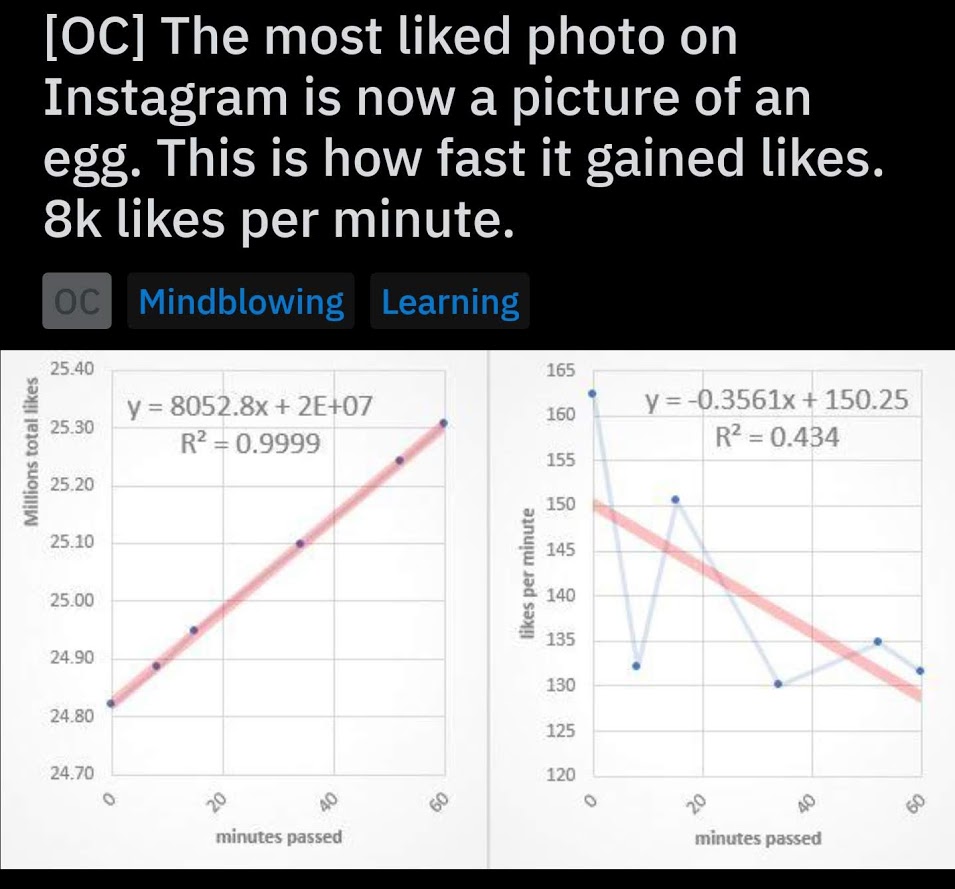 [OC] The most liked photo on
Instagram is now a picture of an
egg. This is how fast it gained likes.
8k likes per minute.
OC Mindblowing Learning
Millions total likes
25.40
25.30
25.20
25.10
25.00
24.90
24.80
24.70
y = 8052.8x + 2E+07
R² = 0.9999
0 20 40 60
minutes passed
likes per minute
165
160
155
150
145
140
135
130
125
120
y = -0.3561x + 150.25
R² = 0.434
0 20 40 60
minutes passed